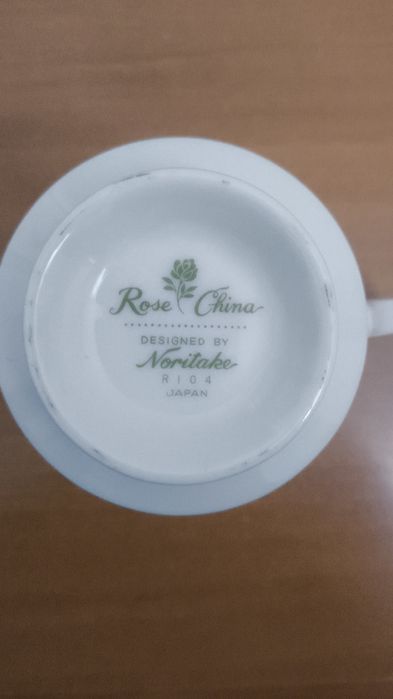 Rose China
DESIGNED BY
Noritake
R104
JAPAN